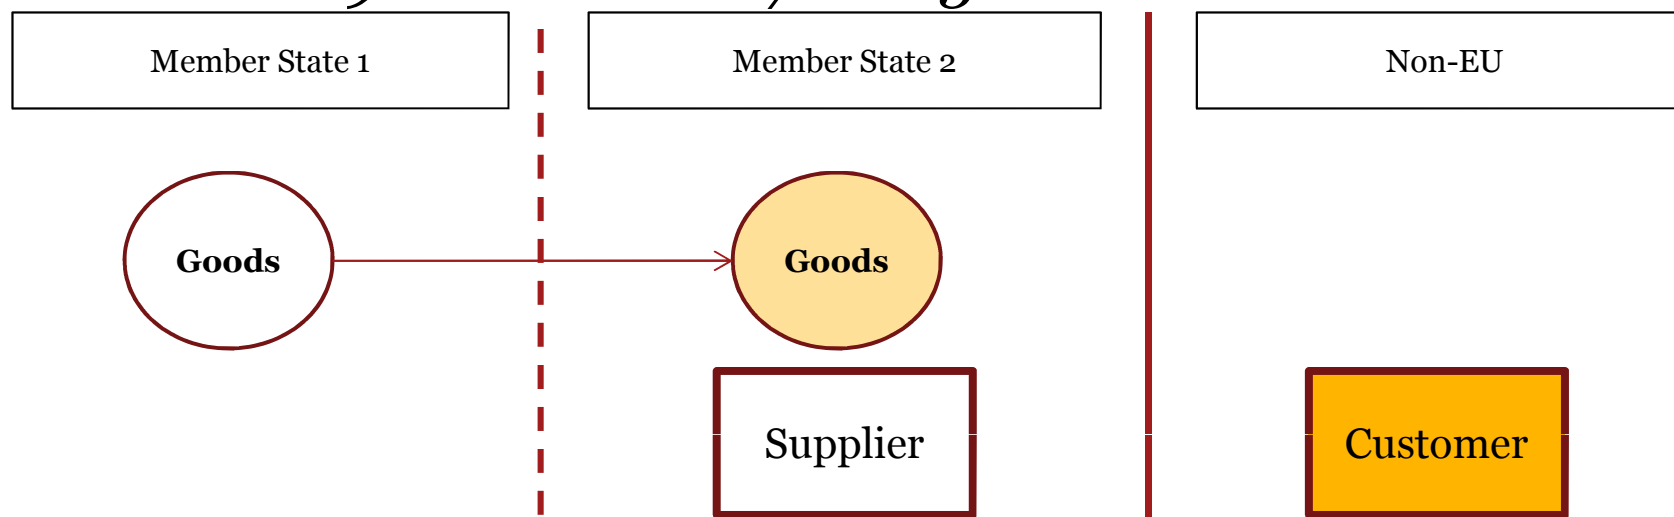 Member State 1
Member State 2
Non-EU
Goods
Goods
Supplier
Customer